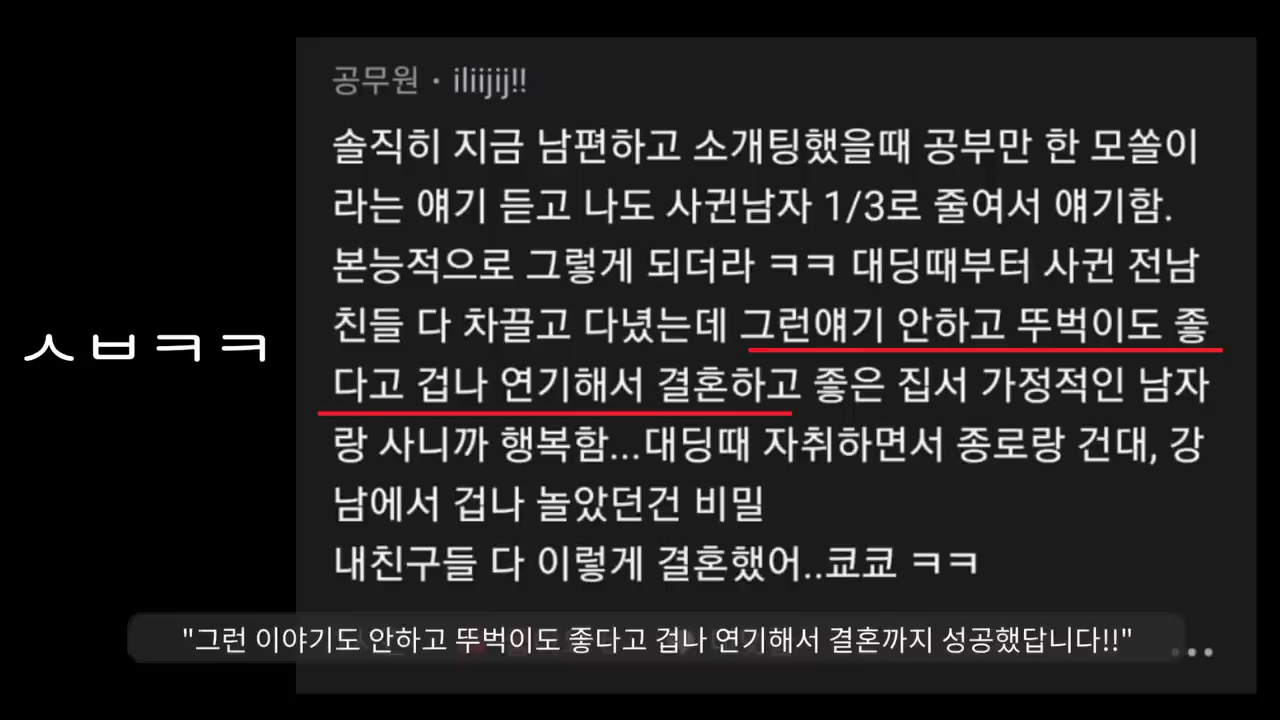 공무원 · iliijij!!
솔직히 지금 남편하고 소개팅했을때 공부만 한 모쏠이
라는 얘기 듣고 나도 사귄남자 1/3로 줄여서 얘기함.
본능적으로 그렇게 되더라 ㅋㅋ 대딩때부터 사귄 전남
친들 다 차끌고 다녔는데 그런얘기 안하고 뚜벅이도 좋
다고 겁나 연기해서 결혼하고 좋은 집서 가정적인 남자
랑 사니까 행복함...대딩때 자취하면서 종로랑 건대, 강
남에서 겁나 놀았던건 비밀
내친구들 다 이렇게 결혼했어..쿄쿄 ㅋㅋ
ㅅㅂㅋㅋ
"그런 이야기도 안하고 뚜벅이도 좋다고 겁나 연기해서 결혼까지 성공했답니다!!"